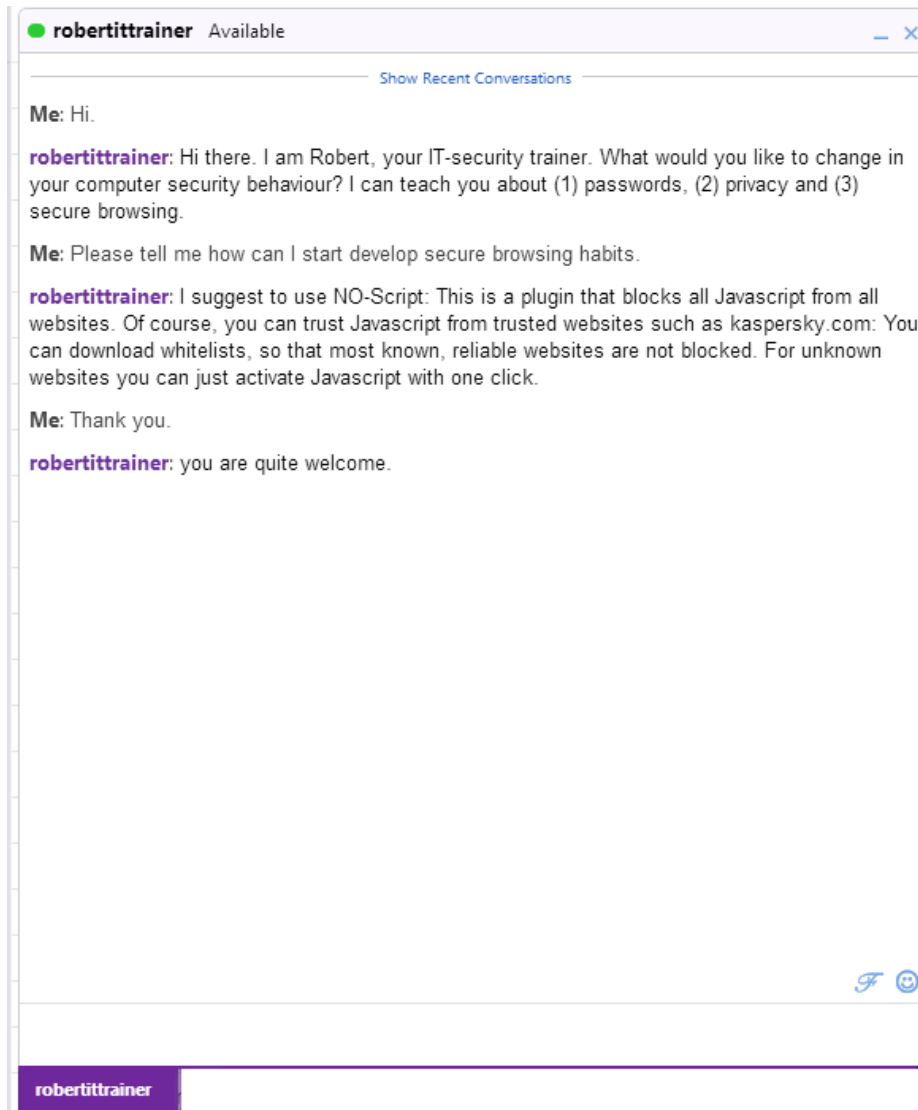 robertittrainer Available
Show Recent Conversations
Me: Hi.
robertittrainer: Hi there. I am Robert, your IT-security trainer. What would you like to change in
your computer security behaviour? I can teach you about (1) passwords, (2) privacy and (3)
secure browsing.
Me: Please tell me how can I start develop secure browsing habits.
robertittrainer: I suggest to use NO-Script: This is a plugin that blocks all Javascript from all
websites. Of course, you can trust Javascript from trusted websites such as kaspersky.com: You
can download whitelists, so that most known, reliable websites are not blocked. For unknown
websites you can just activate Javascript with one click.
Me: Thank you.
robertittrainer: you are quite welcome.
robertittrainer